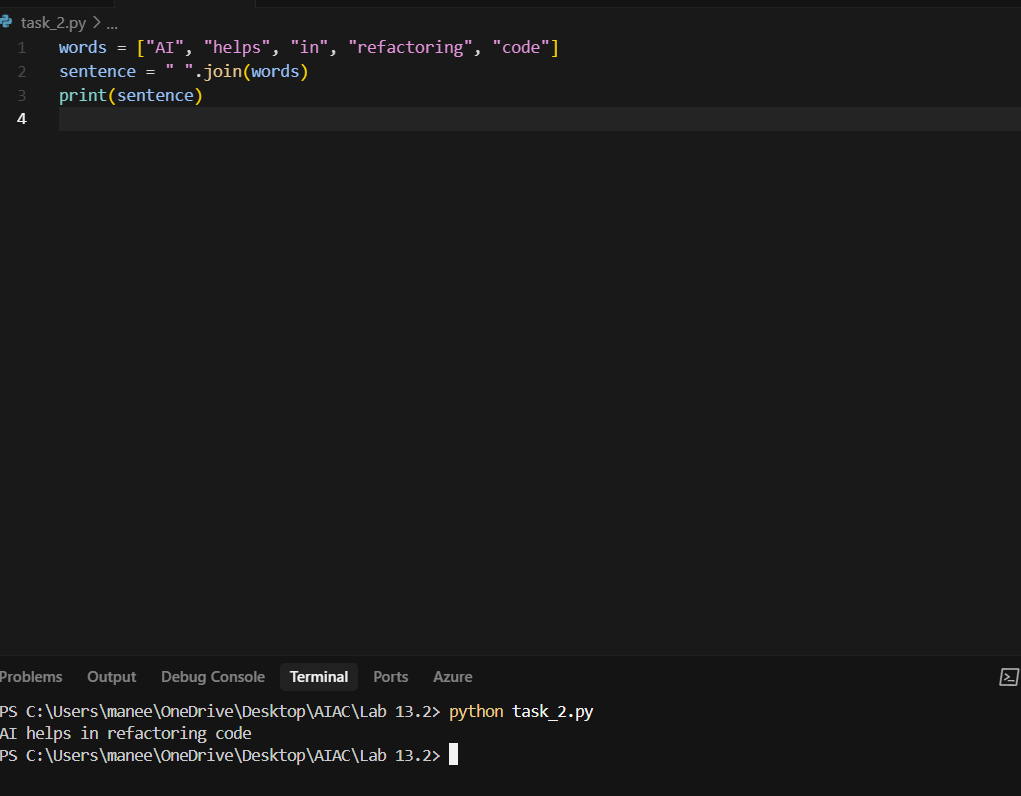 task_2.py > ...
1 words = ["AI", "helps", "in", "refactoring", "code"]
2 sentence = " ".join(words)
3 print(sentence)
4
Problems Output Debug Console Terminal Ports Azure
PS C:\Users\manee\OneDrive\Desktop\AIAC\Lab 13.2> python task_2.py
AI helps in refactoring code
PS C:\Users\manee\OneDrive\Desktop\AIAC\Lab 13.2>